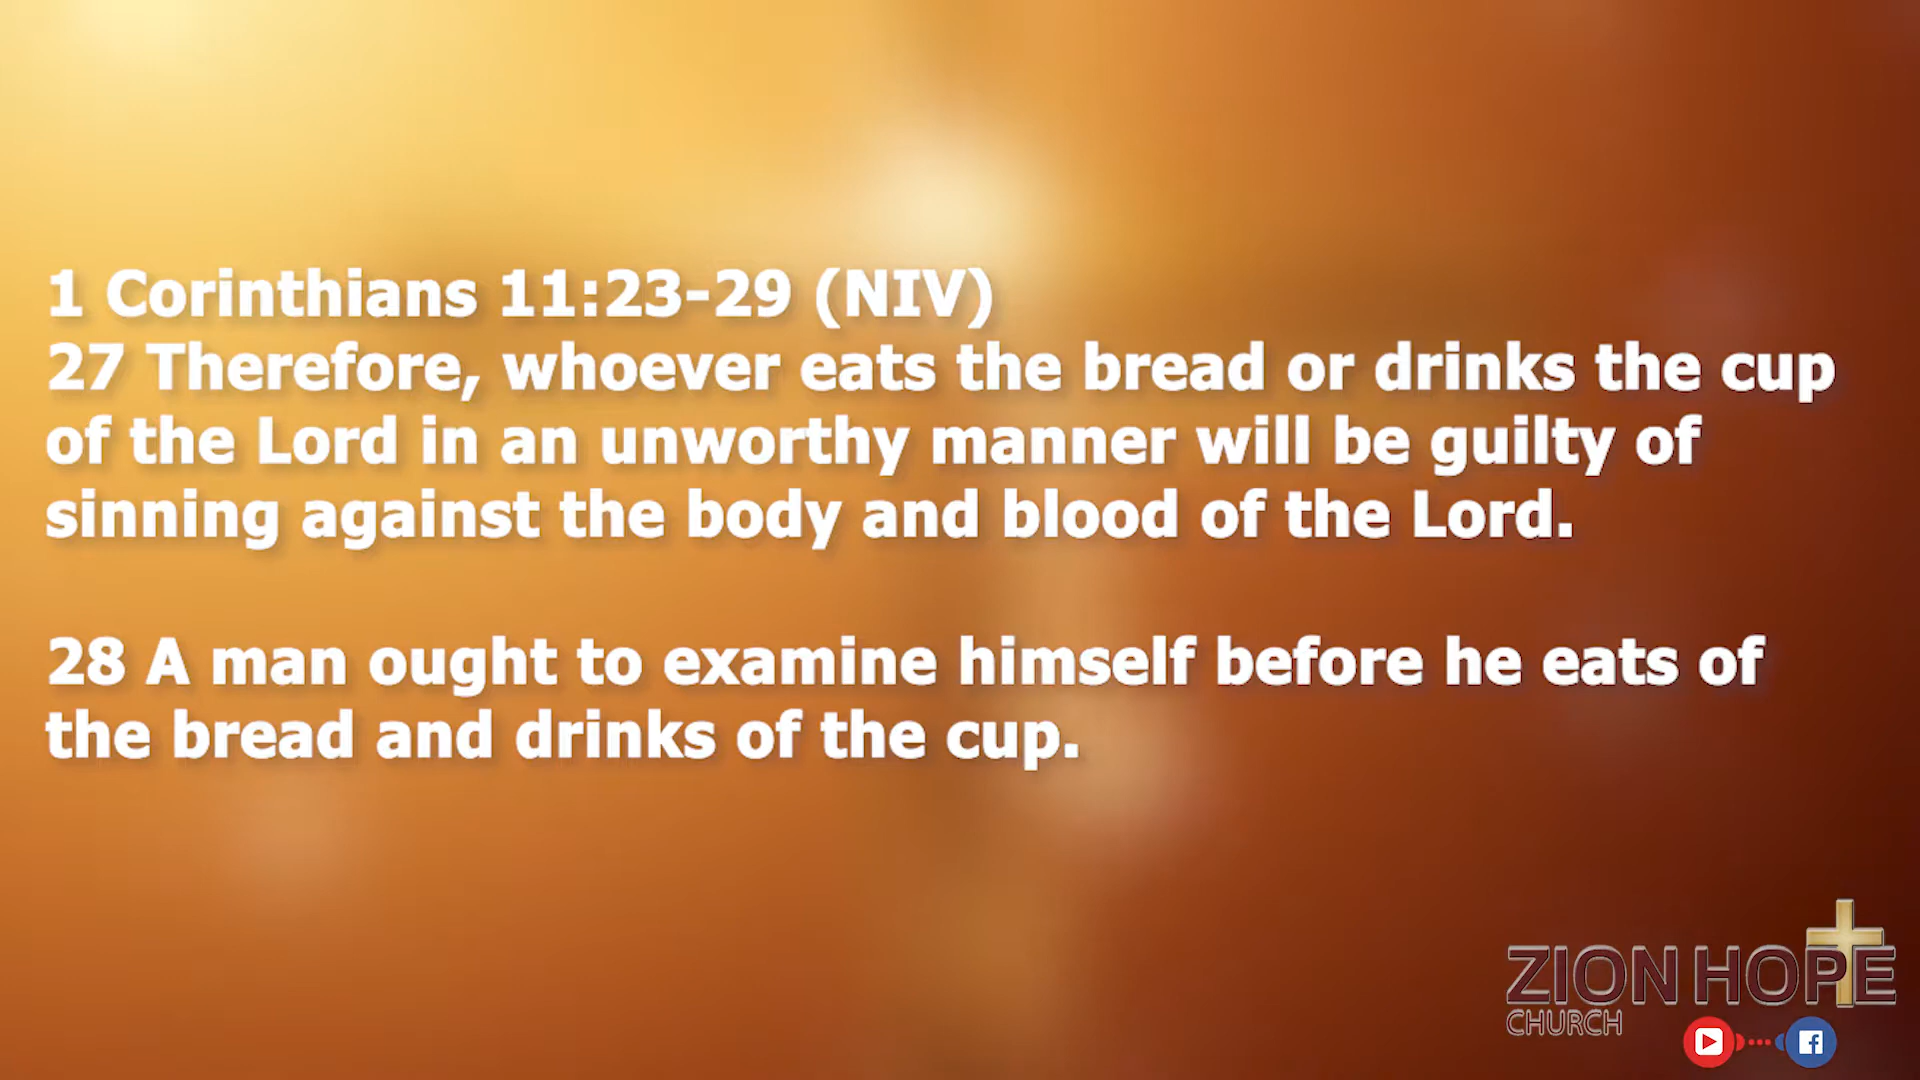 1 Corinthians 11:23-29 (NIV)
27 Therefore, whoever eats the bread or drinks the cup
of the Lord in an unworthy manner will be guilty of
sinning against the body and blood of the Lord.
28 A man ought to examine himself before he eats of
the bread and drinks of the cup.
ZION HOPE
CHURCH